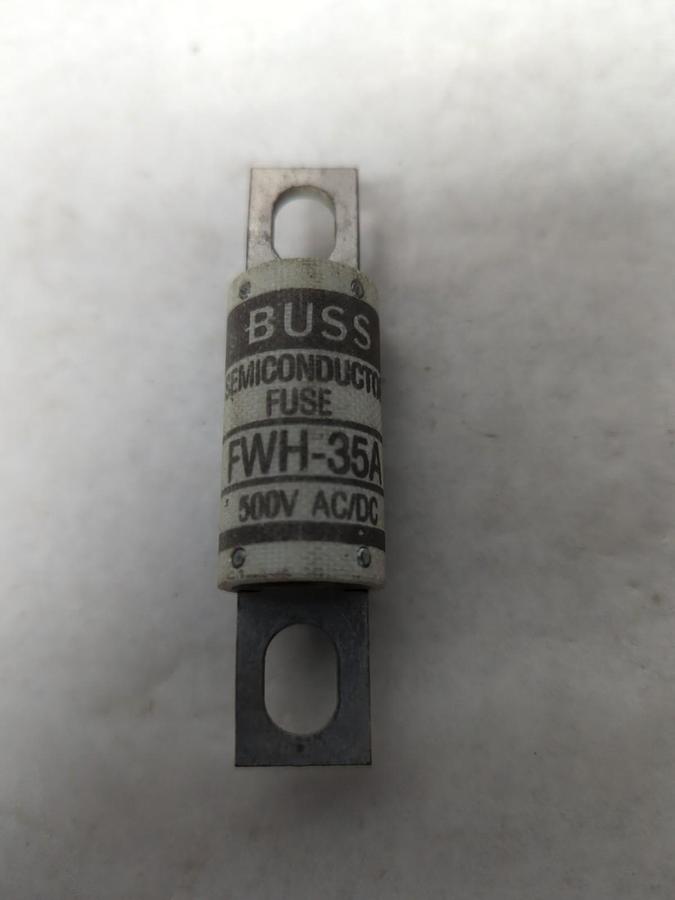 BUSS
SEMICONDUCTO
FUSE
FWH-35A
500V AC/DC